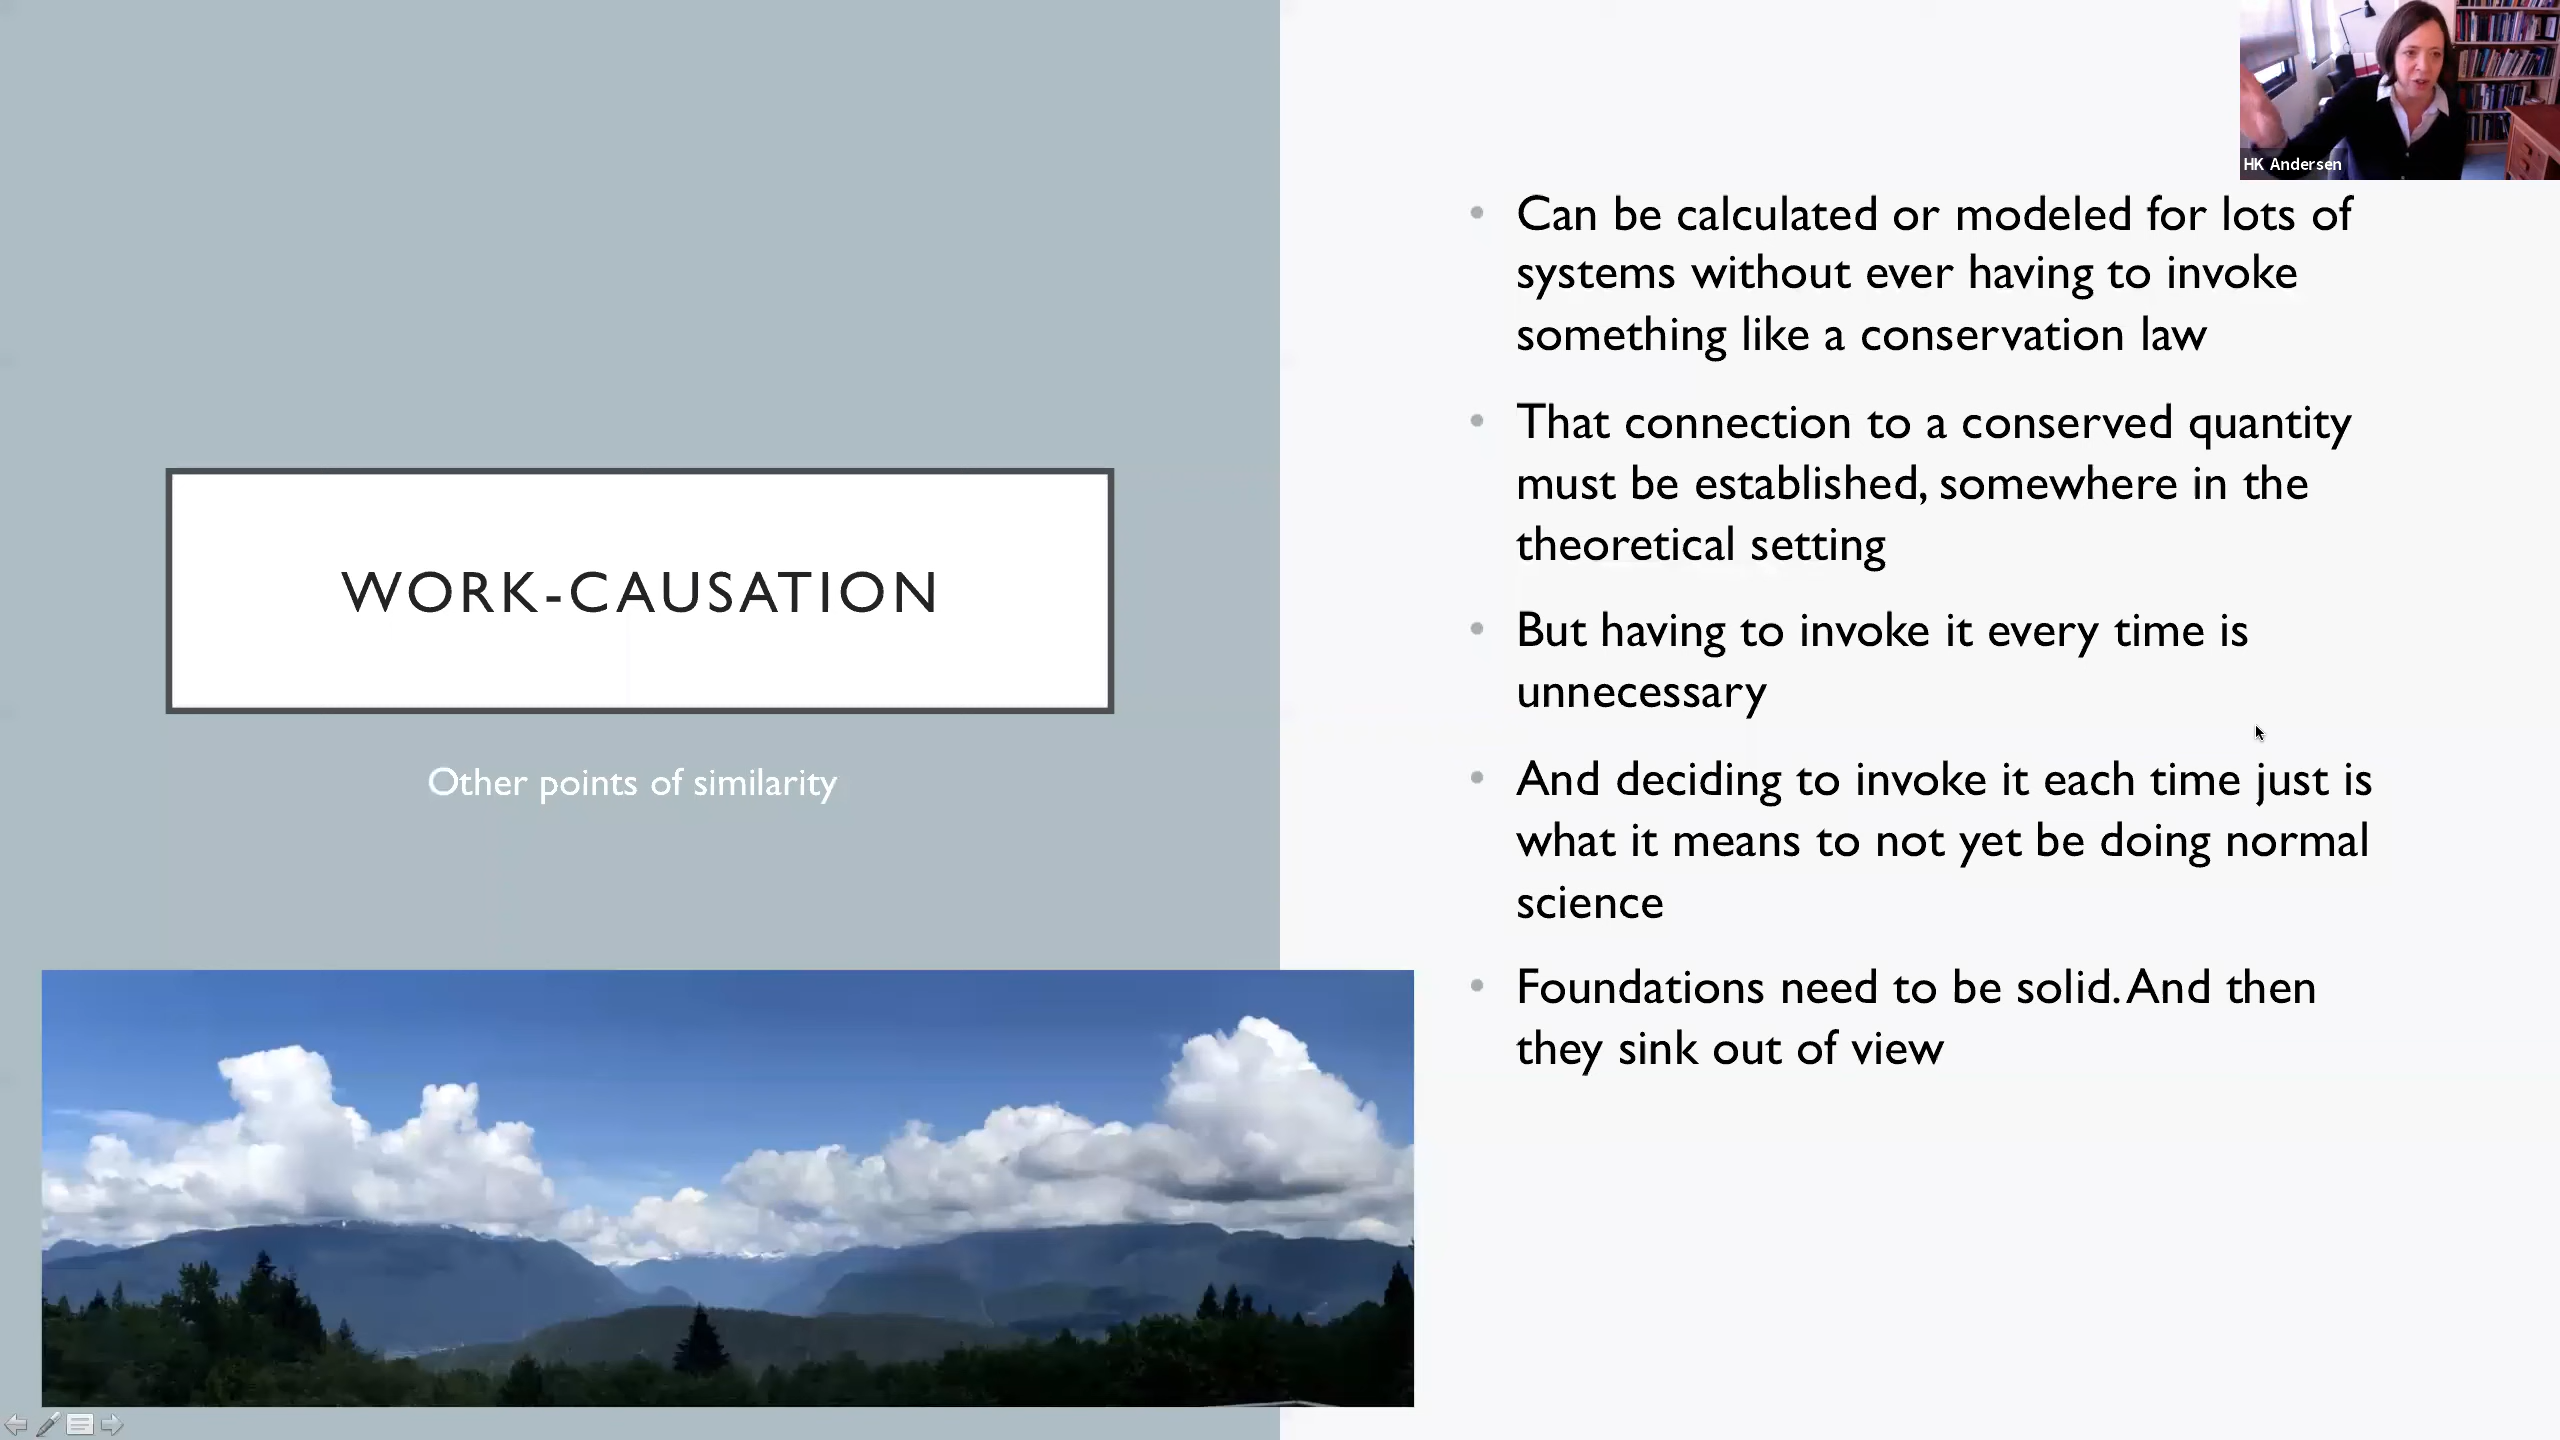 HK Andersen
WORK-CAUSATION
Other points of similarity
• Can be calculated or modeled for lots of
systems without ever having to invoke
something like a conservation law
• That connection to a conserved quantity
must be established, somewhere in the
theoretical setting
• But having to invoke it every time is
unnecessary
• And deciding to invoke it each time just is
what it means to not yet be doing normal
science
• Foundations need to be solid. And then
they sink out of view